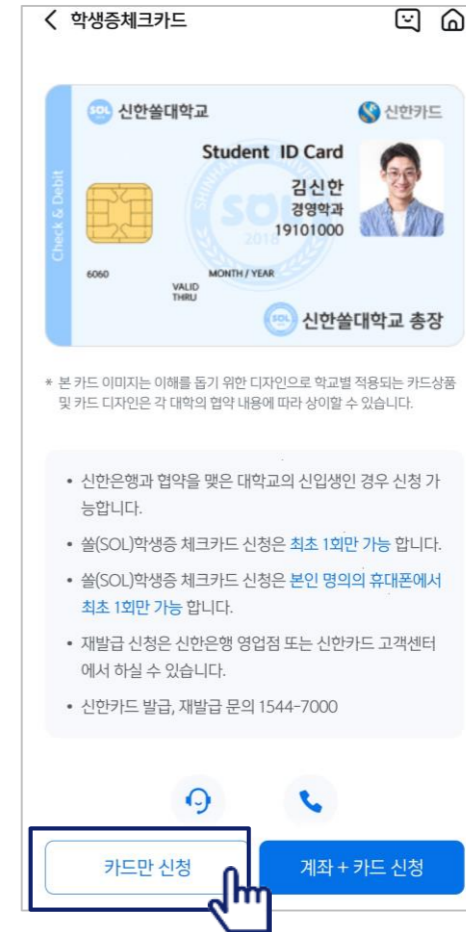 학생증체크카드
SOL 신한쏠대학교 신한카드
Check & Debit
Student ID Card
김신한
경영학과
19101000
SOL
2018
6060 MONTH / YEAR
VALID
THRU
SOL 신한쏠대학교 총장
* 본 카드 이미지는 이해를 돕기 위한 디자인으로 학교별 적용되는 카드상품
및 카드 디자인은 각 대학의 협약 내용에 따라 상이할 수 있습니다.
• 신한은행과 협약을 맺은 대학교의 신입생인 경우 신청 가
능합니다.
• 쏠(SOL)학생증 체크카드 신청은 최초 1회만 가능 합니다.
• 쏠(SOL)학생증 체크카드 신청은 본인 명의의 휴대폰에서
최초 1회만 가능 합니다.
• 재발급 신청은 신한은행 영업점 또는 신한카드 고객센터
에서 하실 수 있습니다.
• 신한카드 발급, 재발급 문의 1544-7000
카드만 신청
계좌 + 카드 신청